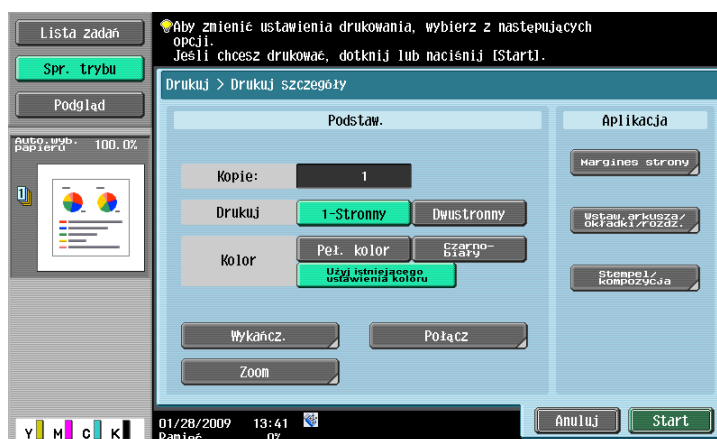 Lista zadań
Spr. trybu
Podgląd
Auto.wyb.
papieru 100.0%
Aby zmienić ustawienia drukowania, wybierz z następujących
opcji.
Jeśli chcesz drukować, dotknij lub naciśnij [Start].
Drukuj > Drukuj szczegóły
Podstaw.
Aplikacja
Kopie: 1
Drukuj 1-Stronny Dwustronny
Kolor Peł. kolor Czarno-
biały
Użyj istniejącego
ustawienia koloru
Wykańcz. Połącz
Zoom
Margines strony
Wstaw.arkusza/
okładki/rozdz.
Stempel/
kompozycja
Y M C K
01/28/2009 13:41
Pamięć 0%
Anuluj Start